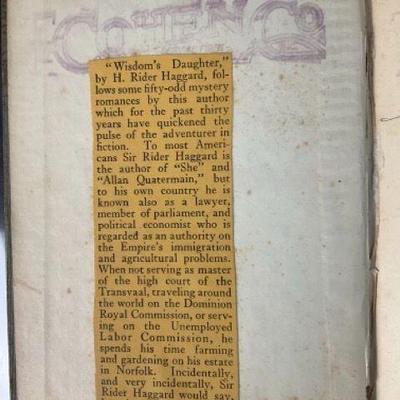 COHEN Co
"Wisdom's Daughter,"
by H. Rider Haggard, fol-
lows some fifty-odd mystery
romances by this author
which for the past thirty
years have quickened the
pulse of the adventurer in
fiction. To most Ameri-
cans Sir Rider Haggard is
the author of "She" and
"Allan Quatermain," but
to his own country he is
known also as a lawyer,
member of parliament, and
political economist who is
regarded as an authority on
the Empire's immigration
and agricultural problems.
When not serving as master
of the high court of the
Transvaal, traveling around
the world on the Dominion
Royal Commission, or serv-
ing on the Unemployed
Labor Commission, he
spends his time farming
and gardening on his estate
in Norfolk. Incidentally,
and very incidentally, Sir
Rider Haggard would say,